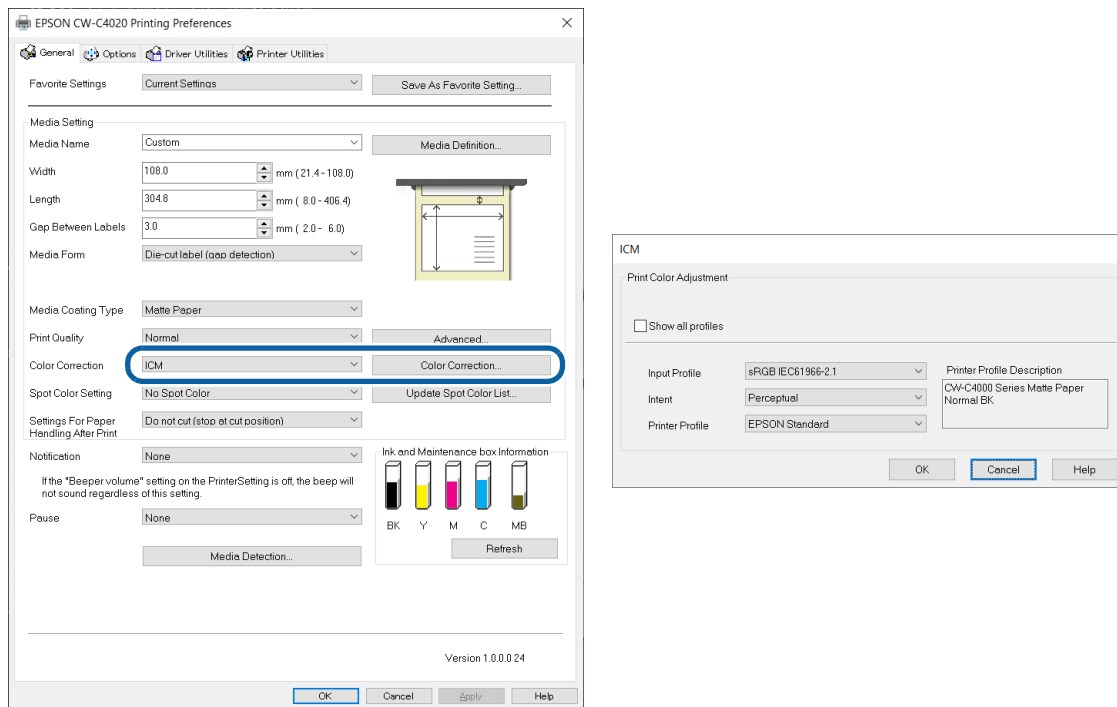 EPSON CW-C4020 Printing Preferences
General Options Driver Utilities Printer Utilities
Favorite Settings Current Settings Save As Favorite Setting...
Media Setting
Media Name Custom Media Definition...
Width 108.0 mm ( 21.4 - 108.0)
Length 304.8 mm ( 8.0 - 406.4)
Gap Between Labels 3.0 mm ( 2.0 - 6.0)
Media Form Die-cut label (gap detection)
Media Coating Type Matte Paper
Print Quality Normal Advanced...
Color Correction ICM Color Correction...
Spot Color Setting No Spot Color Update Spot Color List...
Settings For Paper
Handling After Print Do not cut (stop at cut position)
Notification None
If the "Beeper volume" setting on the PrinterSetting is off, the beep will
not sound regardless of this setting.
Pause None
Media Detection...
Ink and Maintenance box Information
BK Y M C MB
Refresh
Version 1.0.0.0 24
OK Cancel Apply Help
ICM
Print Color Adjustment
Show all profiles
Input Profile sRGB IEC61966-2.1
Intent Perceptual
Printer Profile EPSON Standard
Printer Profile Description
CW-C4000 Series Matte Paper
Normal BK
OK Cancel Help